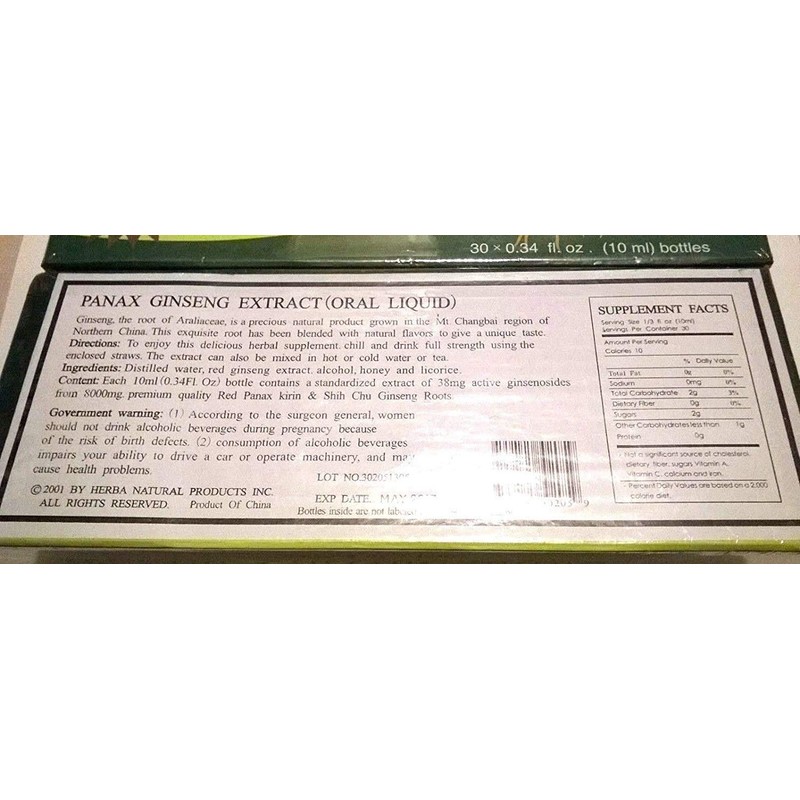 30 × 0.34 fl. oz. (10 ml) bottles
PANAX GINSENG EXTRACT (ORAL LIQUID)
Ginseng, the root of Araliaceae, is a precious natural product grown in the Mt. Changbai region of
Northern China. This exquisite root has been blended with natural flavors to give a unique taste.
Directions: To enjoy this delicious herbal supplement. chill and drink full strength using the
enclosed straws. The extract can also be mixed in hot or cold water or tea.
Ingredients: Distilled water, red ginseng extract. alcohol, honey and licorice.
Content: Each 10ml (0.34Fl. Oz) bottle contains a standardized extract of 38mg active ginsenosides
from 8000mg. premium quality Red Panax kirin & Shih Chu Ginseng Roots
Government warning: (1) According to the surgeon general, women
should not drink alcoholic beverages during pregnancy because
of the risk of birth defects. (2) consumption of alcoholic beverages
impairs your ability to drive a car or operate machinery, and may
cause health problems.
LOT NO.
© 2001 BY HERBA NATURAL PRODUCTS INC.
EXP DATE. MAY
ALL RIGHTS RESERVED. Product Of China
Bottles inside are not labeled
SUPPLEMENT FACTS
Serving Size 1/3 fl oz (10ml)
Servings Per Container 30
Amount Per Serving
Calories 10
% Daily Value
Total Fat 0g 0%
Sodium 0mg 0%
Total Carbohydrate 2g
Dietary Fiber 0g 0%
Sugars 2g
Other Carbohydrates less than 1g
Protein 0g
· Not a significant source of cholesterol,
dietary fiber, sugars, Vitamin A,
Vitamin C, calcium and iron.
· Percent Daily Values are based on a 2,000
calorie diet.